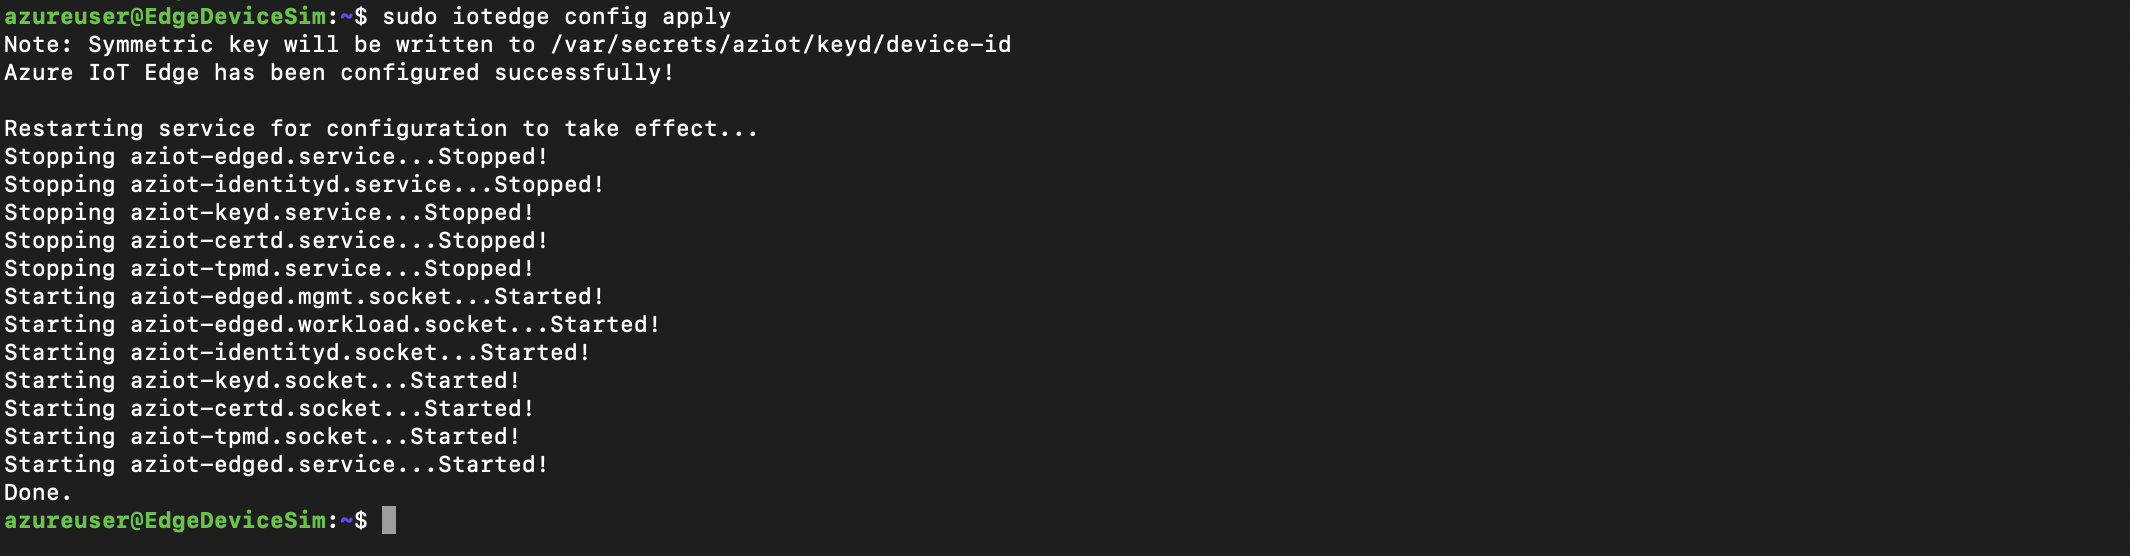 azureuser@EdgeDeviceSim:~$ sudo iotedge config apply
Note: Symmetric key will be written to /var/secrets/aziot/keyd/device-id
Azure IoT Edge has been configured successfully!
Restarting service for configuration to take effect...
Stopping aziot-edged.service...Stopped!
Stopping aziot-identityd.service...Stopped!
Stopping aziot-keyd.service...Stopped!
Stopping aziot-certd.service...Stopped!
Stopping aziot-tpmd.service...Stopped!
Starting aziot-edged.mgmt.socket...Started!
Starting aziot-edged.workload.socket...Started!
Starting aziot-identityd.socket...Started!
Starting aziot-keyd.socket...Started!
Starting aziot-certd.socket...Started!
Starting aziot-tpmd.socket...Started!
Starting aziot-edged.service...Started!
Done.
azureuser@EdgeDeviceSim:~$